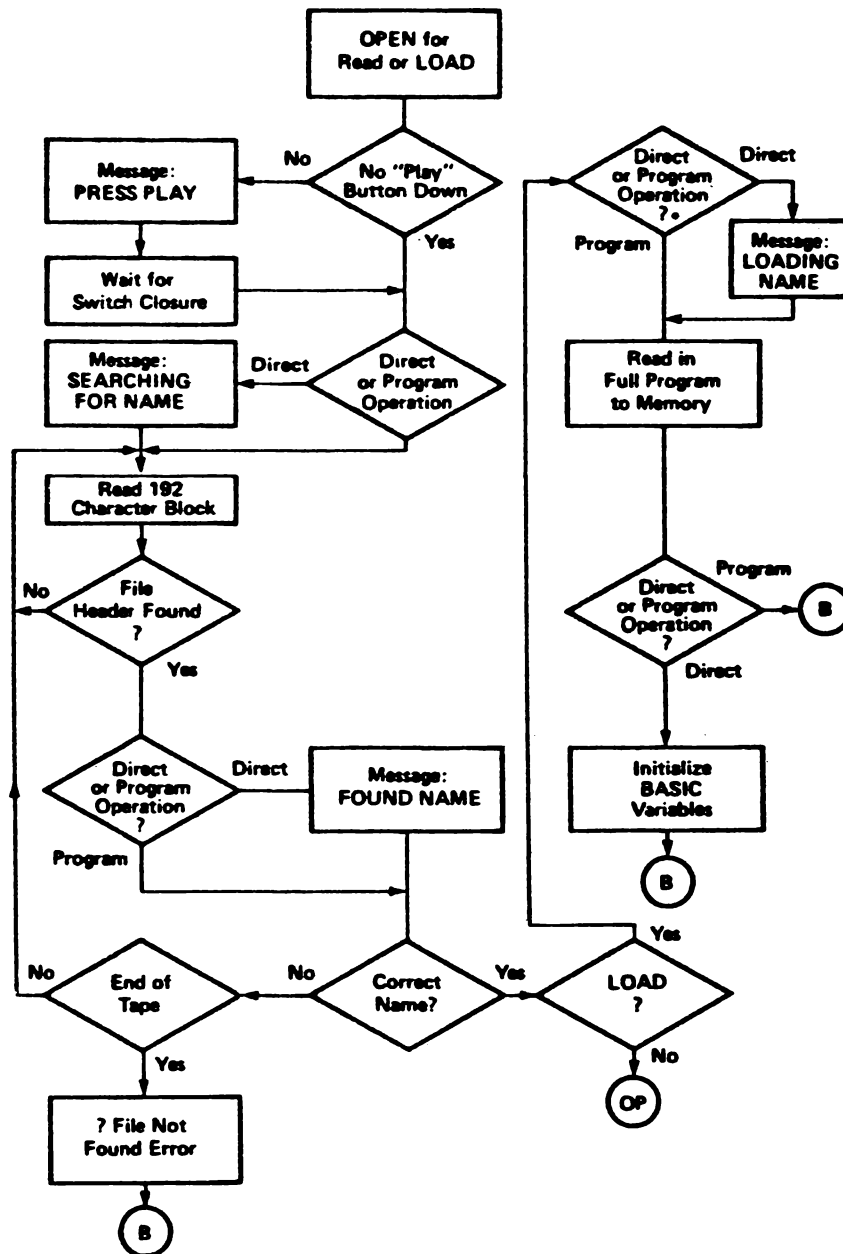 OPEN for
Read or LOAD
No "Play"
Button Down
No
Yes
Message:
PRESS PLAY
Wait for
Switch Closure
Direct
or Program
Operation
Direct
Message:
SEARCHING
FOR NAME
Read 192
Character Block
File
Header Found
?
No
Yes
Direct
or Program
Operation
?
Direct
Program
Message:
FOUND NAME
Correct
Name?
No
Yes
End of
Tape
No
Yes
? File Not
Found Error
B
LOAD
?
Yes
No
OP
Direct
or Program
Operation
?
Direct
Program
Message:
LOADING
NAME
Read in
Full Program
to Memory
Direct
or Program
Operation
?
Program
B
Direct
Initialize
BASIC
Variables
B